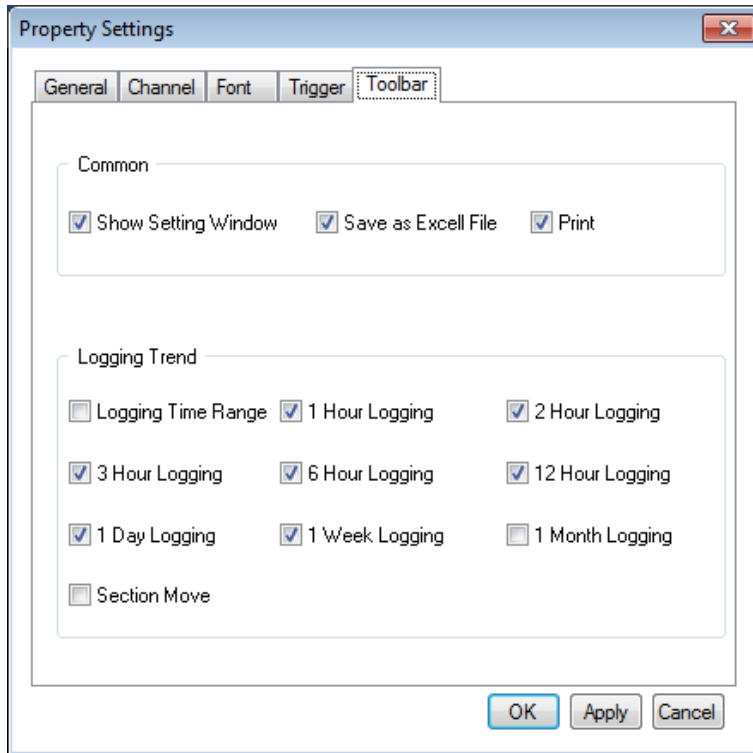 Property Settings
General Channel Font Trigger Toolbar
Common
Show Setting Window Save as Excell File Print
Logging Trend
Logging Time Range 1 Hour Logging 2 Hour Logging
3 Hour Logging 6 Hour Logging 12 Hour Logging
1 Day Logging 1 Week Logging 1 Month Logging
Section Move
OK Apply Cancel